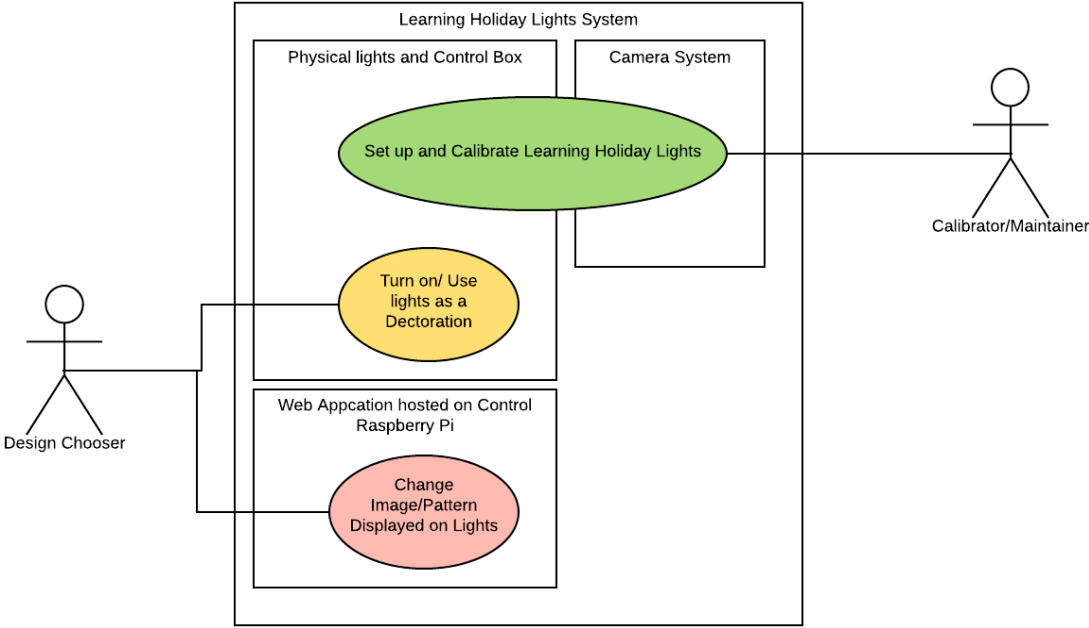 Learning Holiday Lights System
Physical lights and Control Box
Camera System
Set up and Calibrate Learning Holiday Lights
Calibrator/Maintainer
Turn on/ Use
lights as a
Dectoration
Design Chooser
Web Appcation hosted on Control
Raspberry Pi
Change
Image/Pattern
Displayed on Lights